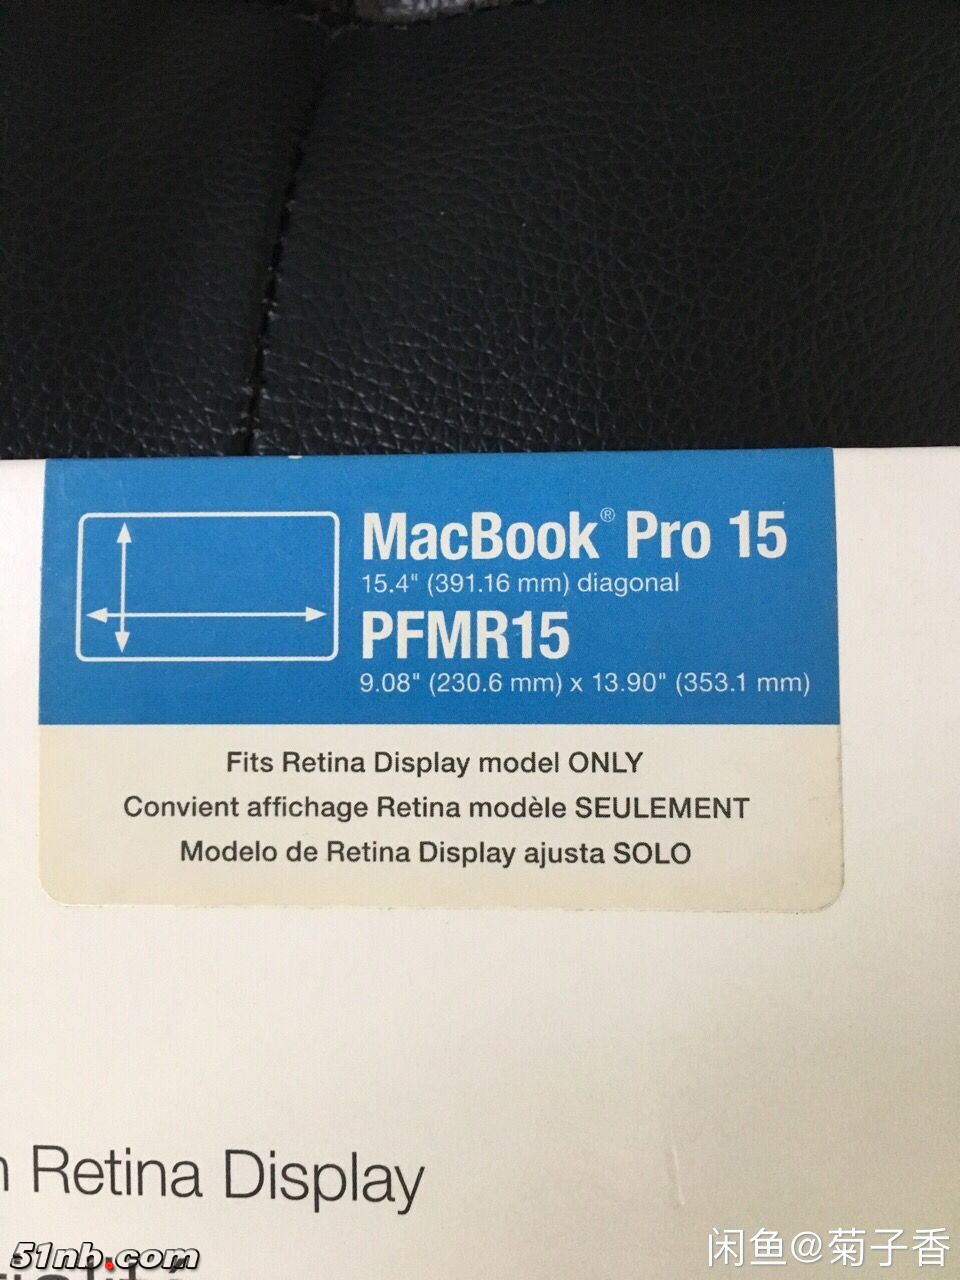 MacBook® Pro 15
15.4" (391.16 mm) diagonal
PFMR15
9.08" (230.6 mm) x 13.90" (353.1 mm)
Fits Retina Display model ONLY
Convient affichage Retina modèle SEULEMENT
Modelo de Retina Display ajusta SOLO
Retina Display
51nb.com
闲鱼@菊子香